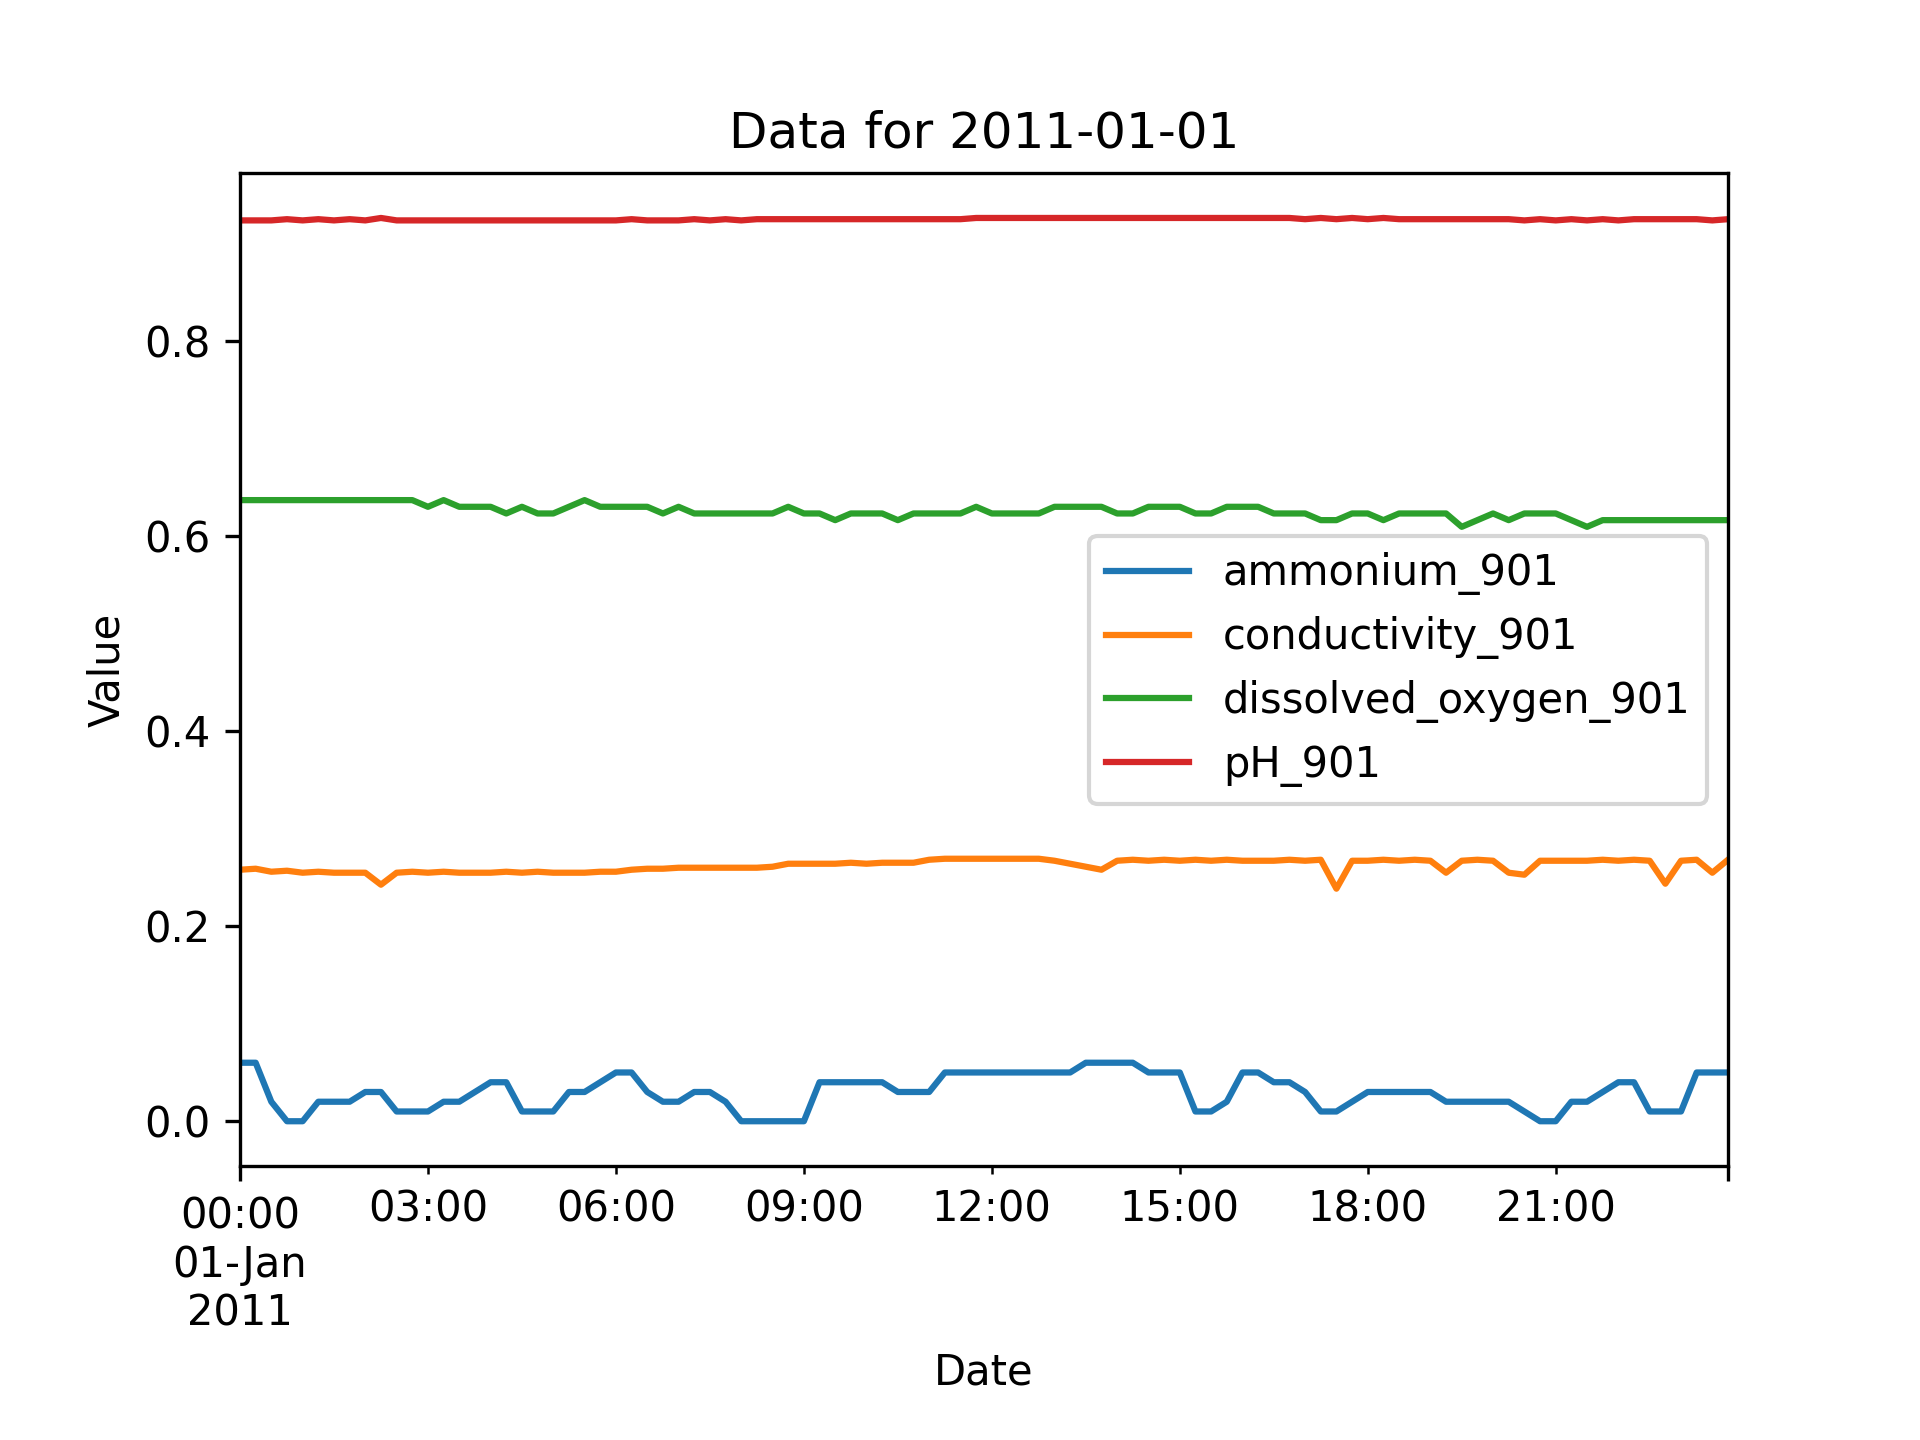 Data for 2011-01-01
Value
0.8
0.6
0.4
0.2
0.0
ammonium_901
conductivity_901
dissolved_oxygen_901
pH_901
00:00 03:00 06:00 09:00 12:00 15:00 18:00 21:00
01-Jan
2011
Date